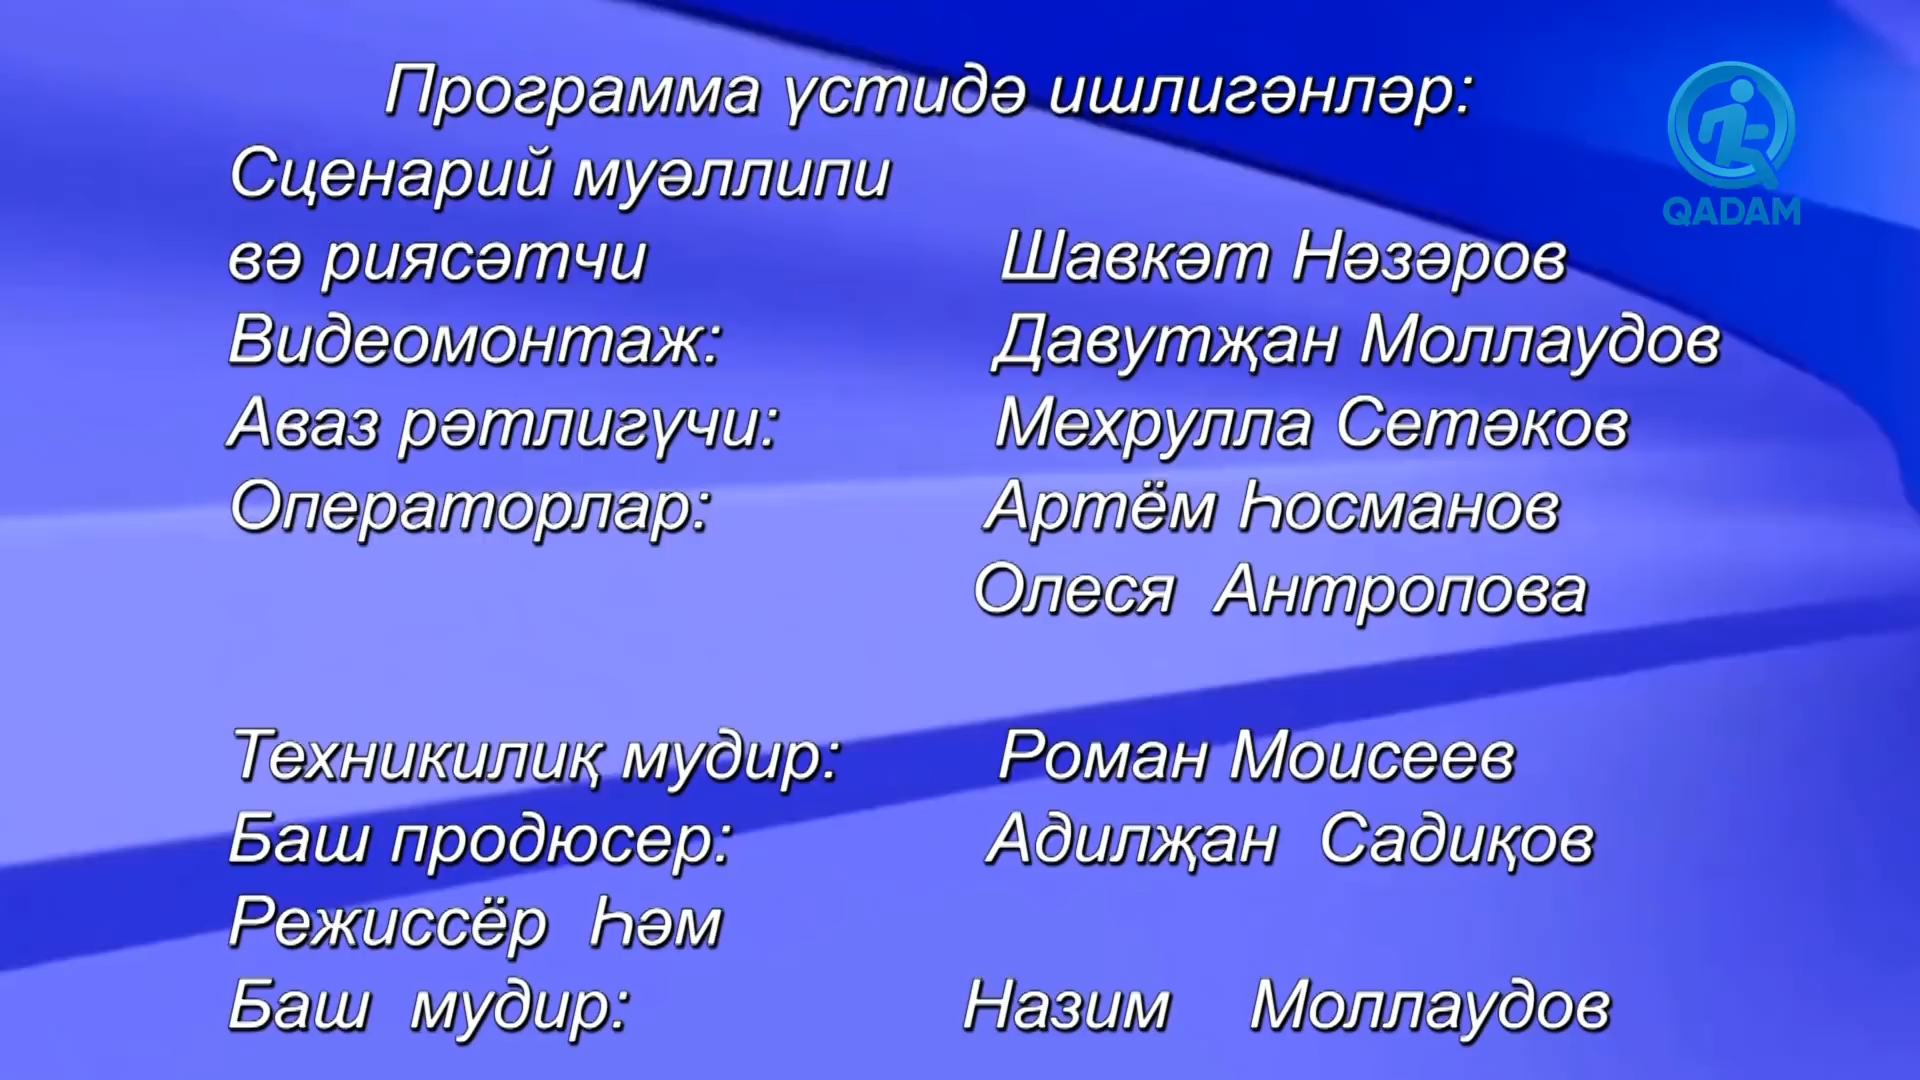 Программа үстидә ишлигәнләр:
QADAM
Сценарий муәллипи
вә риясәтчи Шавкәт Нәзәров
Видеомонтаж: Давутҗан Моллаудов
Аваз рәтлигүчи: Мехрулла Сетәков
Операторлар: Артём Һосманов
Олеся Антропова
Техникилиқ мудир: Роман Моисеев
Баш продюсер: Адилҗан Садиқов
Режиссёр Һәм
Баш мудир: Назим Моллаудов